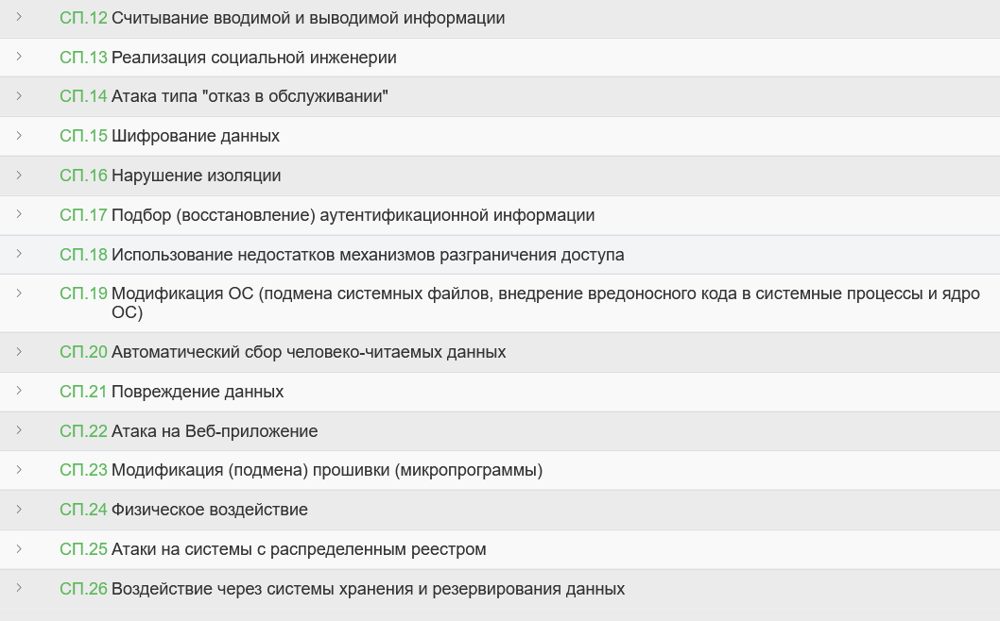 СП.12 Считывание вводимой и выводимой информации
СП.13 Реализация социальной инженерии
СП.14 Атака типа "отказ в обслуживании"
СП.15 Шифрование данных
СП.16 Нарушение изоляции
СП.17 Подбор (восстановление) аутентификационной информации
СП.18 Использование недостатков механизмов разграничения доступа
СП.19 Модификация ОС (подмена системных файлов, внедрение вредоносного кода в системные процессы и ядро
ОС)
СП.20 Автоматический сбор человеко-читаемых данных
СП.21 Повреждение данных
СП.22 Атака на Веб-приложение
СП.23 Модификация (подмена) прошивки (микропрограммы)
СП.24 Физическое воздействие
СП.25 Атаки на системы с распределенным реестром
СП.26 Воздействие через системы хранения и резервирования данных